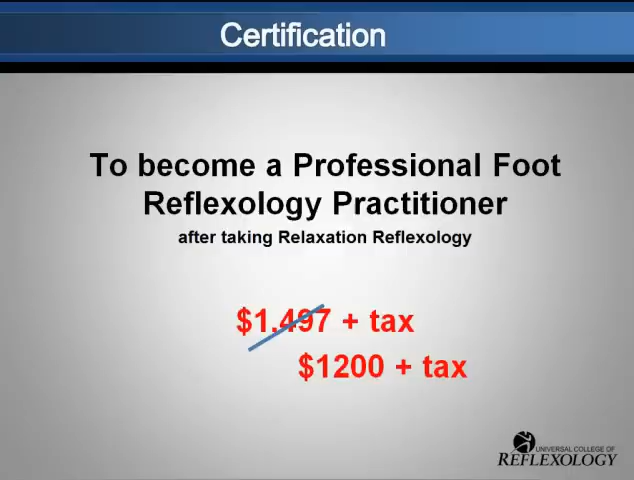 Certification
To become a Professional Foot
Reflexology Practitioner
after taking Relaxation Reflexology
$1,497 + tax
$1200 + tax
UNIVERSAL COLLEGE OF
REFLEXOLOGY